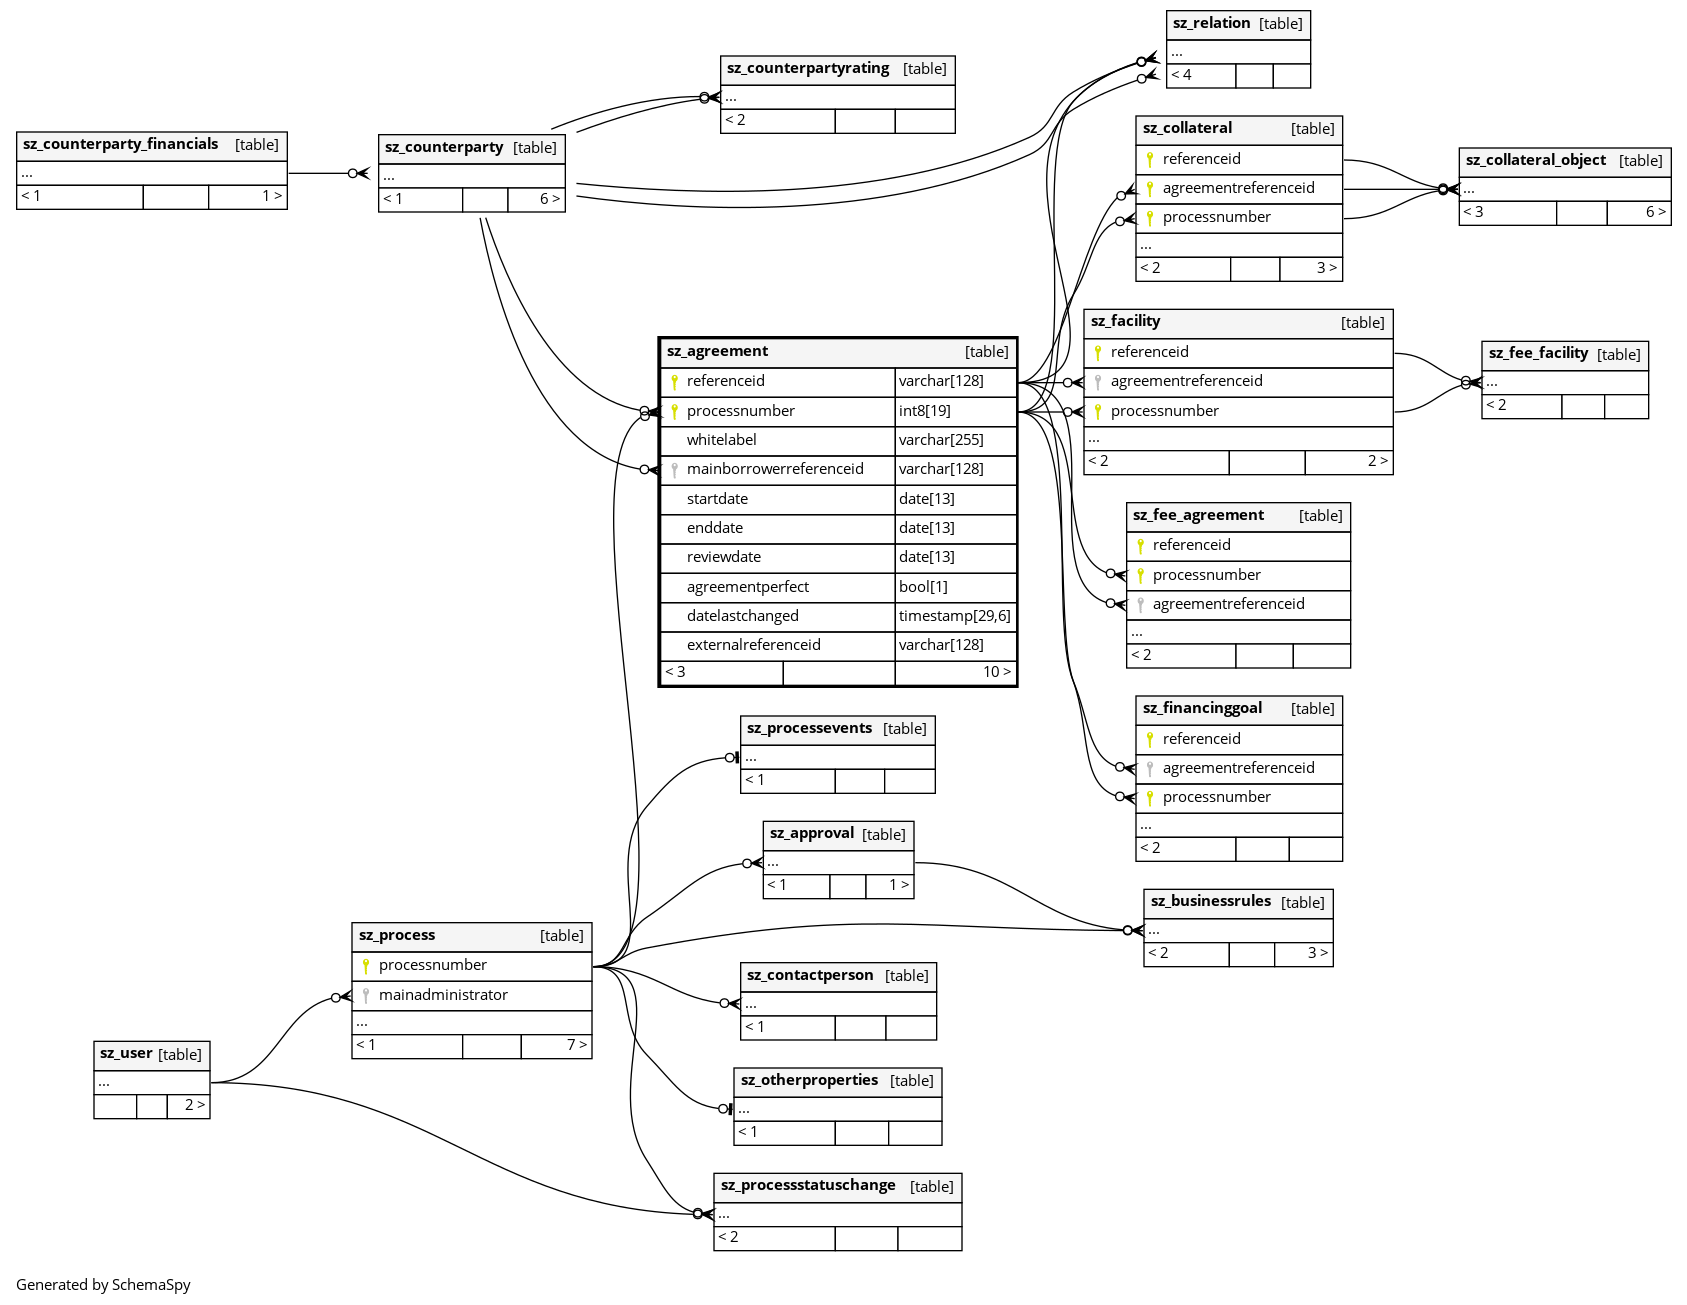 sz_relation [table]
...
< 4
sz_counterpartyrating [table]
...
< 2
sz_counterparty_financials [table]
...
< 1 1 >
sz_counterparty [table]
...
< 1 6 >
sz_collateral [table]
referenceid
agreementreferenceid
processnumber
...
< 2 3 >
sz_collateral_object [table]
...
< 3 6 >
sz_agreement [table]
referenceid varchar[128]
processnumber int8[19]
whitelabel varchar[255]
mainborrowerreferenceid varchar[128]
startdate date[13]
enddate date[13]
reviewdate date[13]
agreementperfect bool[1]
datelastchanged timestamp[29,6]
externalreferenceid varchar[128]
< 3 10 >
sz_facility [table]
referenceid
agreementreferenceid
processnumber
...
< 2 2 >
sz_fee_facility [table]
...
< 2
sz_fee_agreement [table]
referenceid
processnumber
agreementreferenceid
...
< 2
sz_financinggoal [table]
referenceid
agreementreferenceid
processnumber
...
< 2
sz_processevents [table]
...
< 1
sz_approval [table]
...
< 1 1 >
sz_businessrules [table]
...
< 2 3 >
sz_process [table]
processnumber
mainadministrator
...
< 1 7 >
sz_contactperson [table]
...
< 1
sz_user [table]
...
2 >
sz_otherproperties [table]
...
< 1
sz_processstatuschange [table]
...
< 2
Generated by SchemaSpy